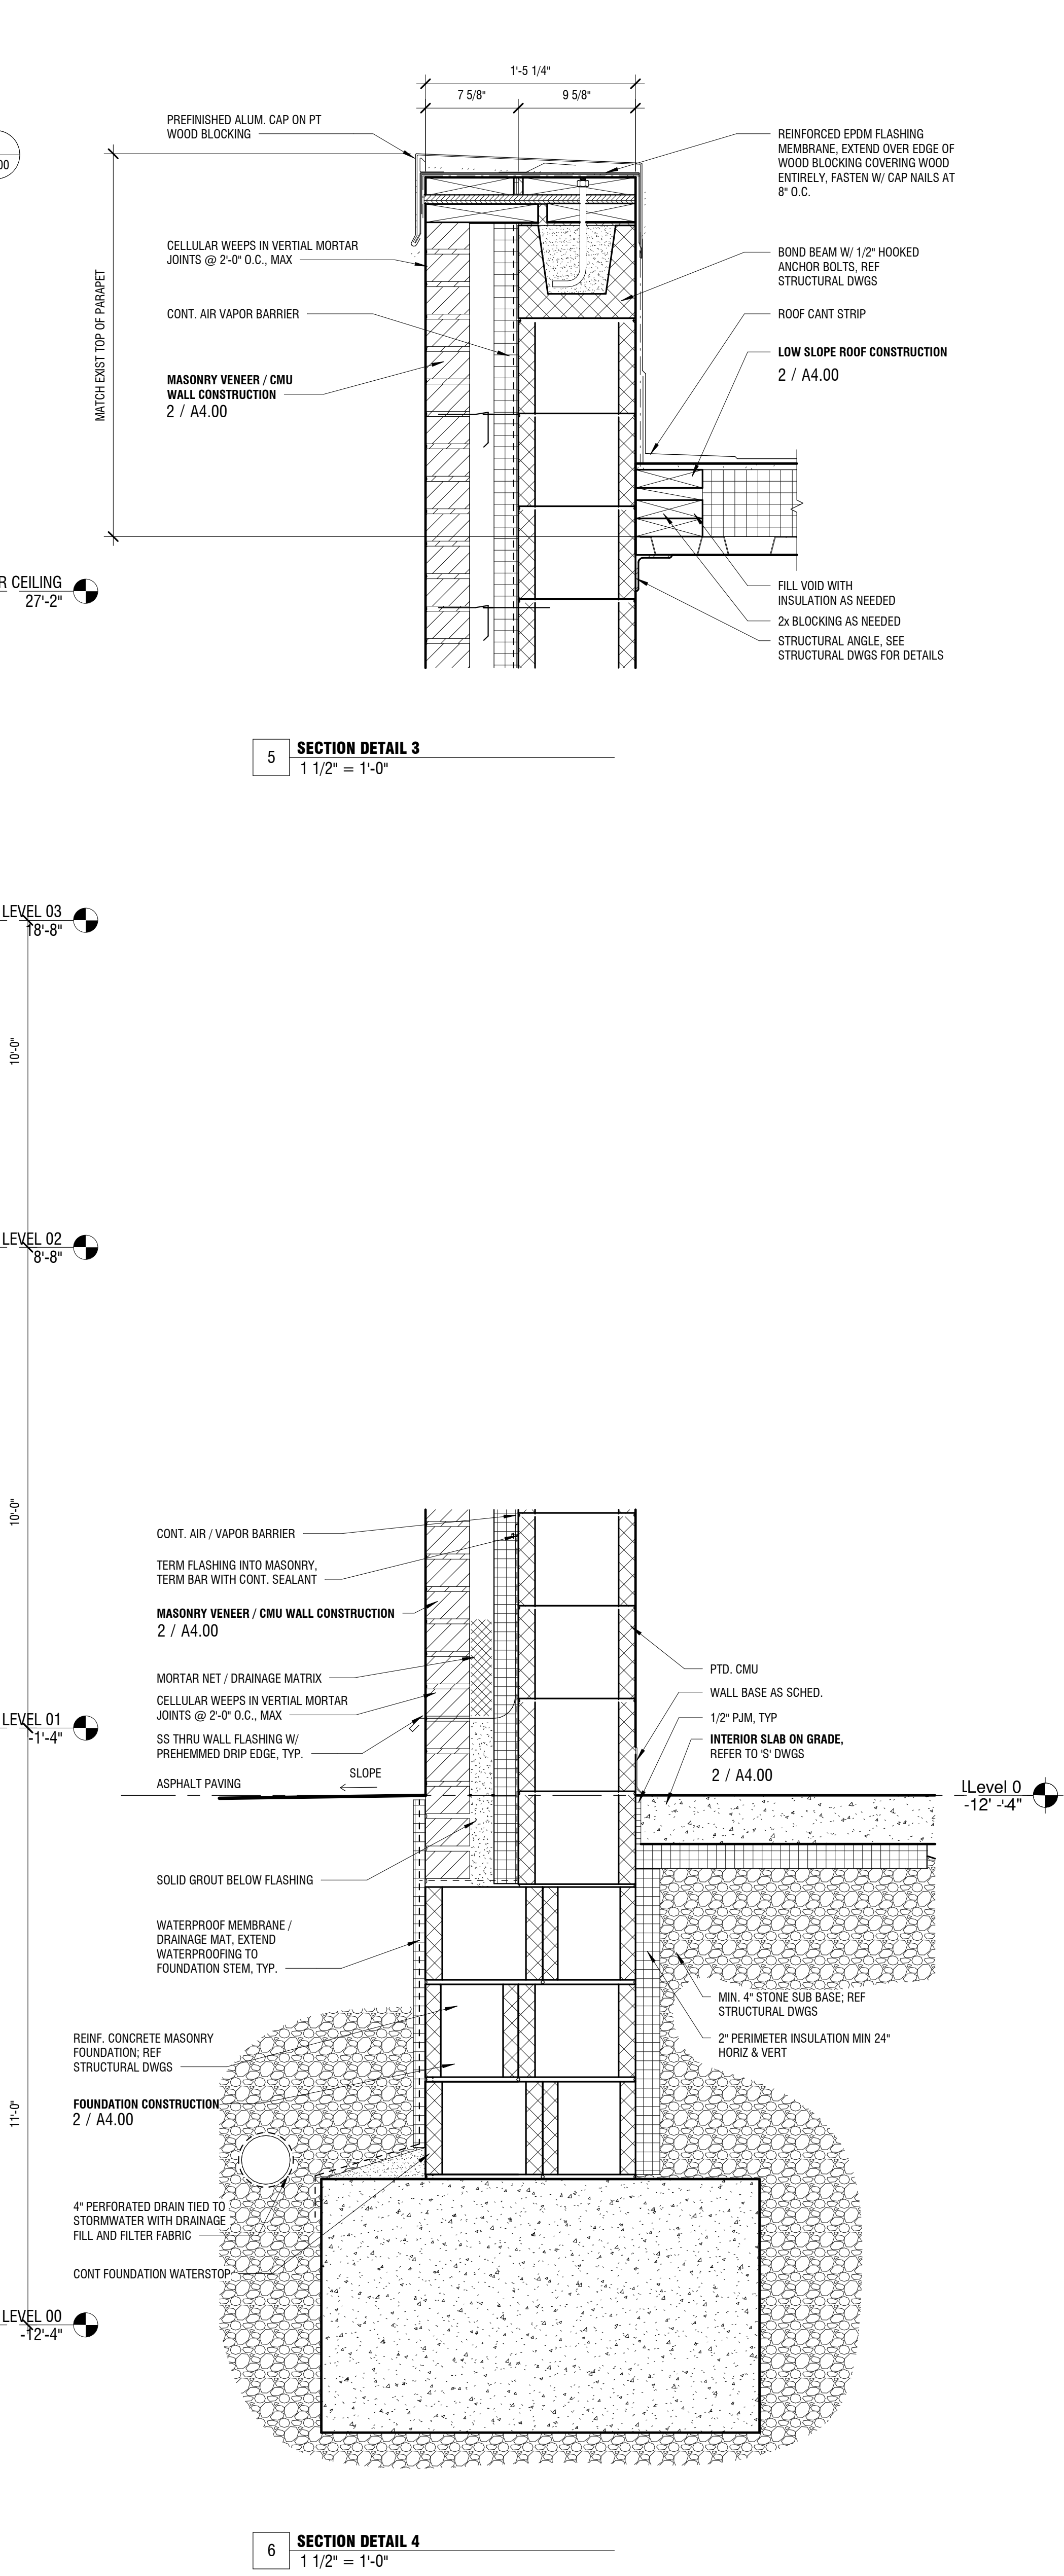 1'-5 1/4"
7 5/8"
9 5/8"
PREFINISHED ALUM. CAP ON PT
WOOD BLOCKING
00
REINFORCED EPDM FLASHING
MEMBRANE, EXTEND OVER EDGE OF
WOOD BLOCKING COVERING WOOD
ENTIRELY, FASTEN W/ CAP NAILS AT
8" O.C.
CELLULAR WEEPS IN VERTIAL MORTAR
JOINTS @ 2'-0" O.C., MAX
BOND BEAM W/ 1/2" HOOKED
ANCHOR BOLTS, REF
STRUCTURAL DWGS
CONT. AIR VAPOR BARRIER
ROOF CANT STRIP
MATCH EXIST TOP OF PARAPET
LOW SLOPE ROOF CONSTRUCTION
2 / A4.00
MASONRY VENEER / CMU
WALL CONSTRUCTION
2 / A4.00
R CEILING
27'-2"
FILL VOID WITH
INSULATION AS NEEDED
2x BLOCKING AS NEEDED
STRUCTURAL ANGLE, SEE
STRUCTURAL DWGS FOR DETAILS
5
SECTION DETAIL 3
1 1/2" = 1'-0"
LEVEL 03
18'-8"
10'-0"
LEVEL 02
8'-8"
10'-0"
CONT. AIR / VAPOR BARRIER
TERM FLASHING INTO MASONRY,
TERM BAR WITH CONT. SEALANT
MASONRY VENEER / CMU WALL CONSTRUCTION
2 / A4.00
MORTAR NET / DRAINAGE MATRIX
CELLULAR WEEPS IN VERTIAL MORTAR
JOINTS @ 2'-0" O.C., MAX
LEVEL 01
-1'-4"
SS THRU WALL FLASHING W/
PREHEMMED DRIP EDGE, TYP.
SLOPE
ASPHALT PAVING
PTD. CMU
WALL BASE AS SCHED.
1/2" PJM, TYP
INTERIOR SLAB ON GRADE,
REFER TO 'S' DWGS
2 / A4.00
Level 0
-12' -4"
SOLID GROUT BELOW FLASHING
WATERPROOF MEMBRANE /
DRAINAGE MAT, EXTEND
WATERPROOFING TO
FOUNDATION STEM, TYP.
MIN. 4" STONE SUB BASE; REF
STRUCTURAL DWGS
2" PERIMETER INSULATION MIN 24"
HORIZ & VERT
REINF. CONCRETE MASONRY
FOUNDATION; REF
STRUCTURAL DWGS
FOUNDATION CONSTRUCTION
2 / A4.00
11'-0"
4" PERFORATED DRAIN TIED TO
STORMWATER WITH DRAINAGE
FILL AND FILTER FABRIC
CONT FOUNDATION WATERSTOP
LEVEL 00
-12'-4"
6
SECTION DETAIL 4
1 1/2" = 1'-0"